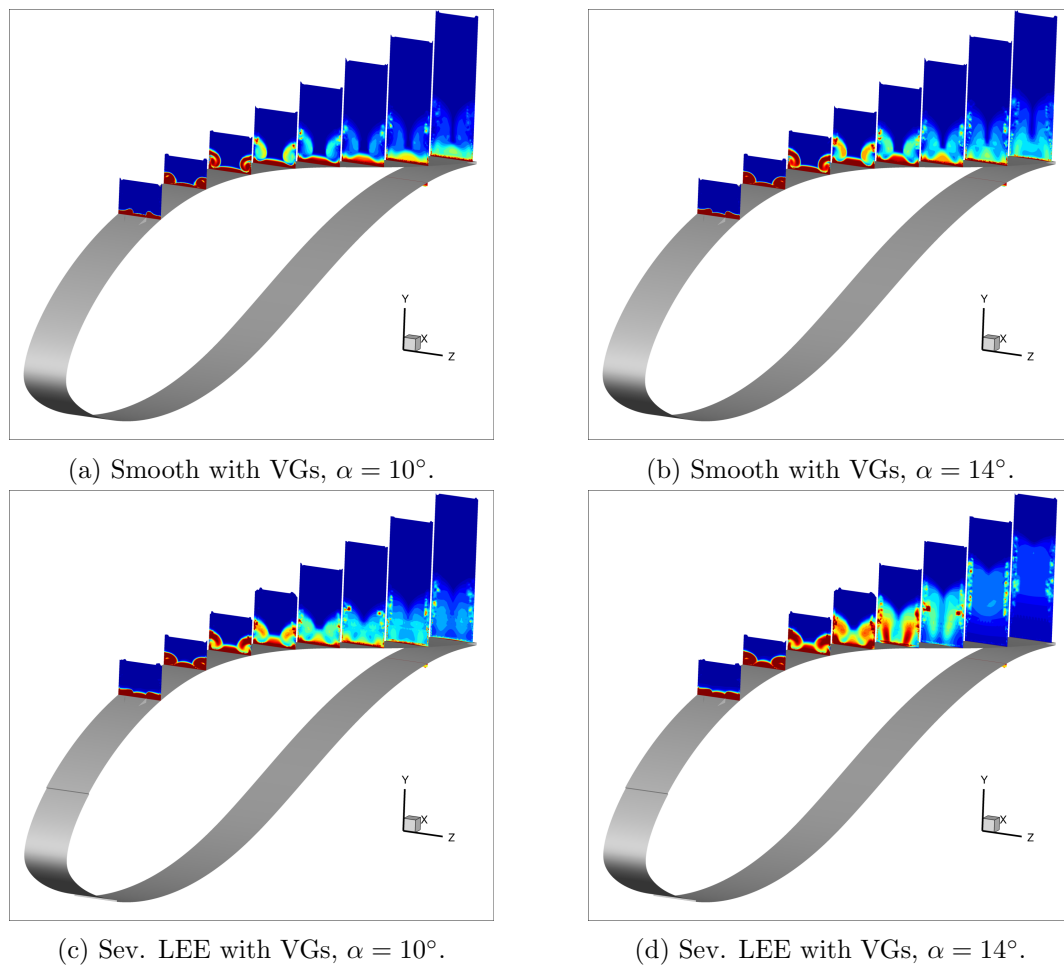 Y
X
Z
Y
X
Z
(a) Smooth with VGs, α = 10°.
(b) Smooth with VGs, α = 14°.
Y
X
Z
Y
X
Z
(c) Sev. LEE with VGs, α = 10°.
(d) Sev. LEE with VGs, α = 14°.